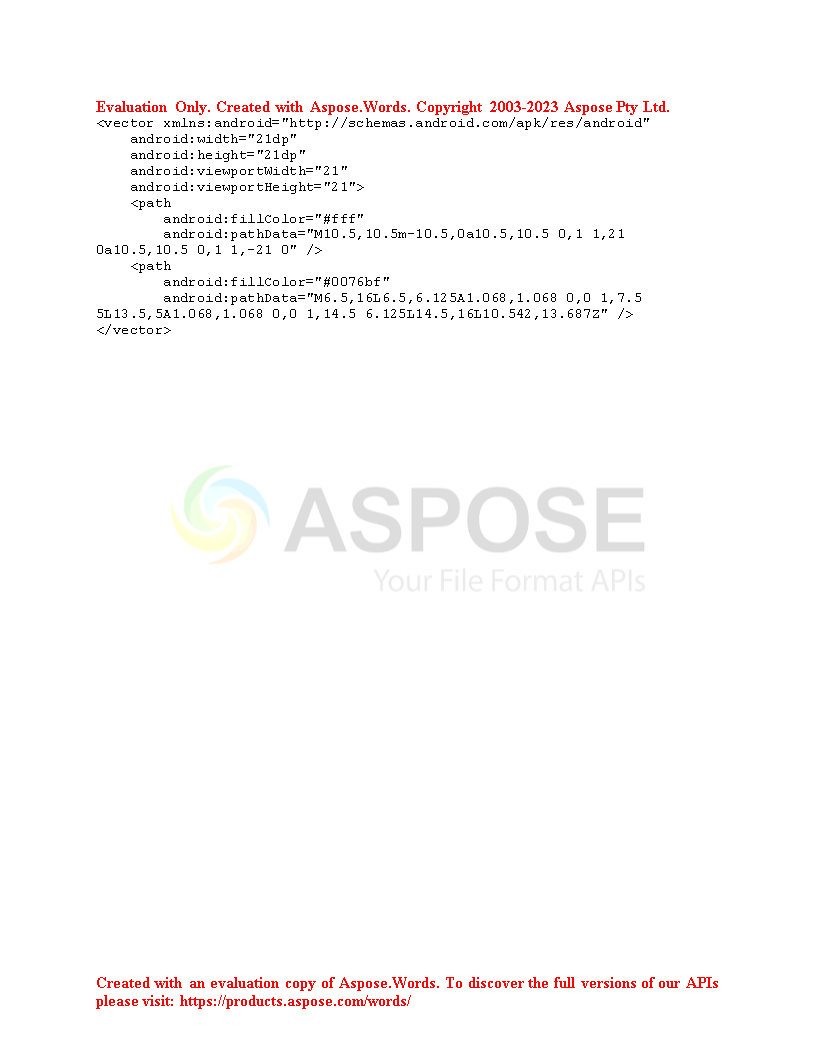 Evaluation Only. Created with Aspose.Words. Copyright 2003-2023 Aspose Pty Ltd.
<vector xmlns:android="http://schemas.android.com/apk/res/android"
    android:width="21dp"
    android:height="21dp"
    android:viewportWidth="21"
    android:viewportHeight="21">
    <path
        android:fillColor="#fff"
        android:pathData="M10.5,10.5m-10.5,0a10.5,10.5 0,1 1,21
0a10.5,10.5 0,1 1,-21 0" />
    <path
        android:fillColor="#0076bf"
        android:pathData="M6.5,16L6.5,6.125A1.068,1.068 0,0 1,7.5
5L13.5,5A1.068,1.068 0,0 1,14.5 6.125L14.5,16L10.542,13.687Z" />
</vector>
ASPOSE
Your File Format APIs
Created with an evaluation copy of Aspose.Words. To discover the full versions of our APIs
please visit: https://products.aspose.com/words/